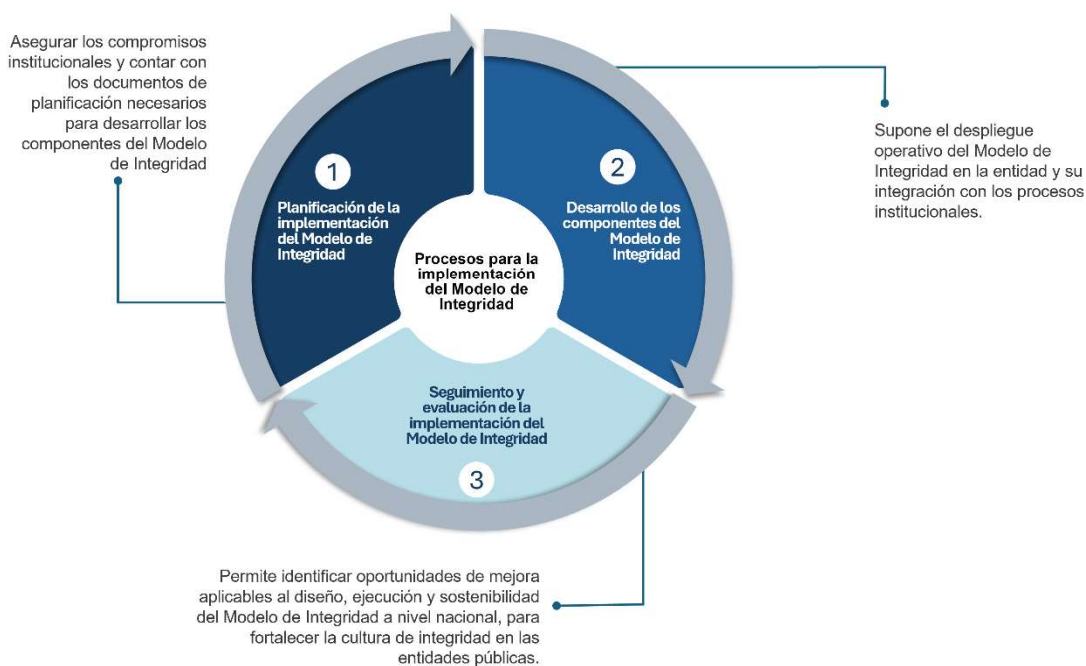 Asegurar los compromisos
institucionales y contar con
los documentos de
planificación necesarios
para desarrollar los
componentes del Modelo
de Integridad
1
Planificación de la
implementación
del Modelo de
Integridad
2
Desarrollo de los
componentes del
Modelo de
Integridad
Supone el despliegue
operativo del Modelo de
Integridad en la entidad y su
integración con los procesos
institucionales.
Procesos para la
implementación
del Modelo de
Integridad
Seguimiento y
evaluación de la
implementación del
Modelo de Integridad
3
Permite identificar oportunidades de mejora
aplicables al diseño, ejecución y sostenibilidad
del Modelo de Integridad a nivel nacional, para
fortalecer la cultura de integridad en las
entidades públicas.